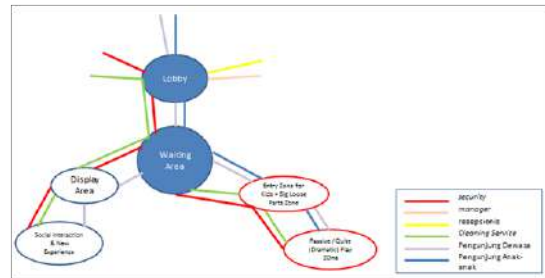 Lobby
Waiting
Area
Display
Area
Entry Zone for
Kids + Big Loose
Parts Zone
Social Interaction
& New
Experience
Passive / Quite
(Dramatic) Play
Zone
security
manager
resepsionis
Cleaning Service
Pengunjung Dewasa
Pengunjung Anak-
anak